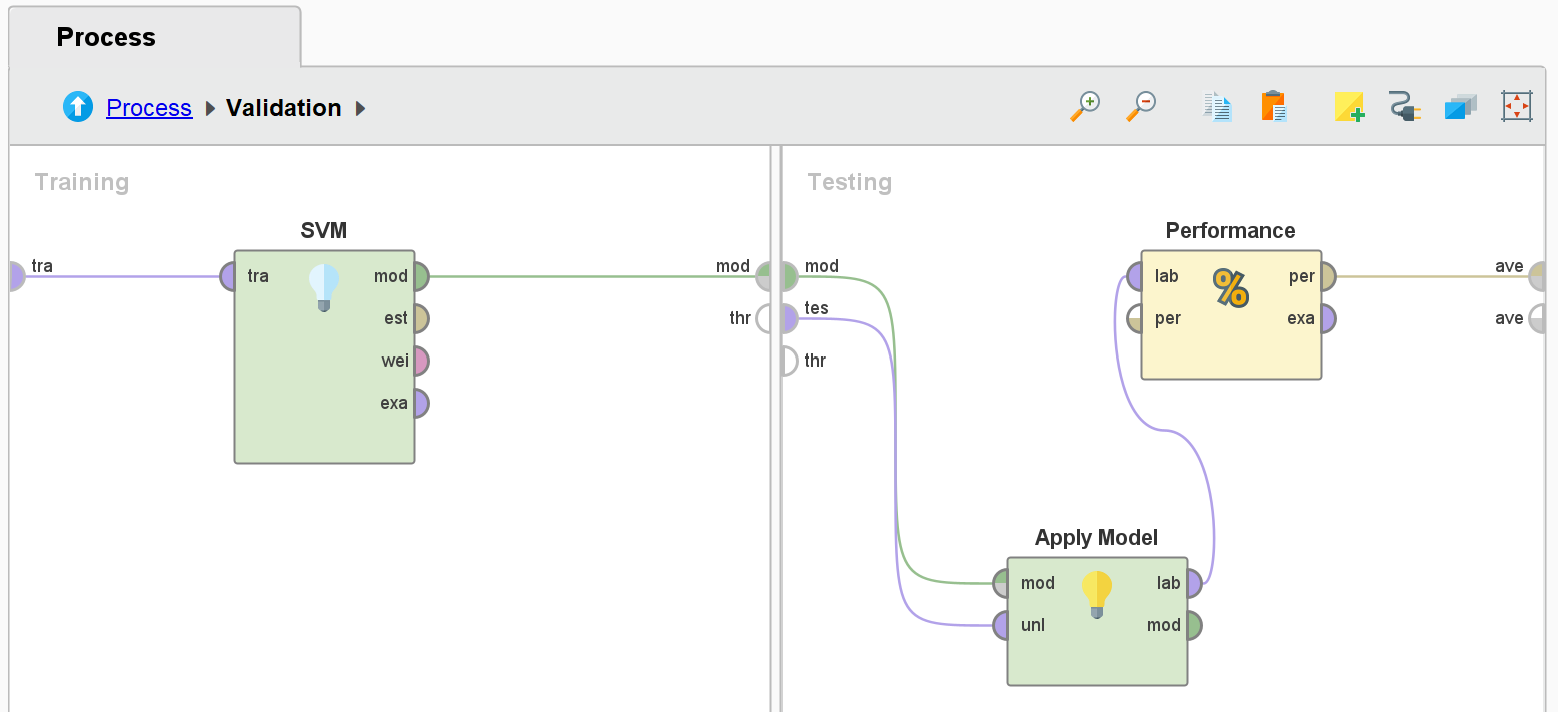 Process
Process Validation
Training
Testing
SVM
Performance
tra
tra
mod
est
wei
exa
mod
thr
mod
tes
thr
lab
per
per
exa
%
ave
ave
Apply Model
mod
unl
lab
mod